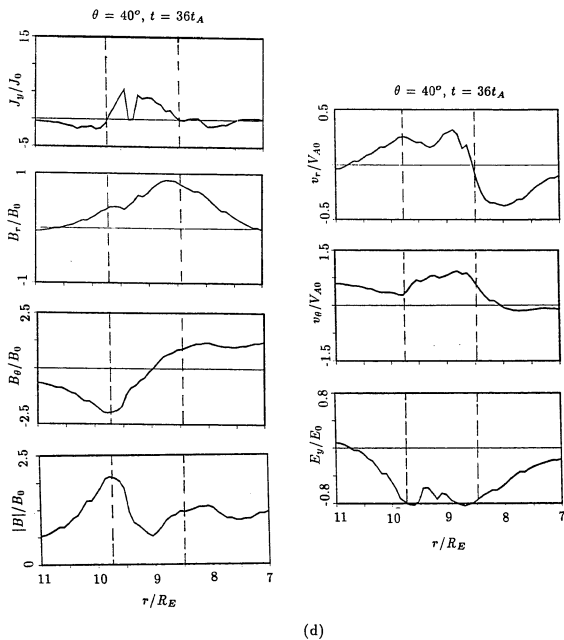 θ = 40°, t = 36t_A
15
J_y/J_0
-5
1
B_r/B_0
-1
2.5
B_θ/B_0
-2.5
2.5
|B|/B_0
0
11 10 9 8 7
r/R_E
θ = 40°, t = 36t_A
0.5
v_r/V_A0
-0.5
1.5
v_θ/V_A0
-1.5
0.8
E_y/E_0
-0.8
11 10 9 8 7
r/R_E
(d)